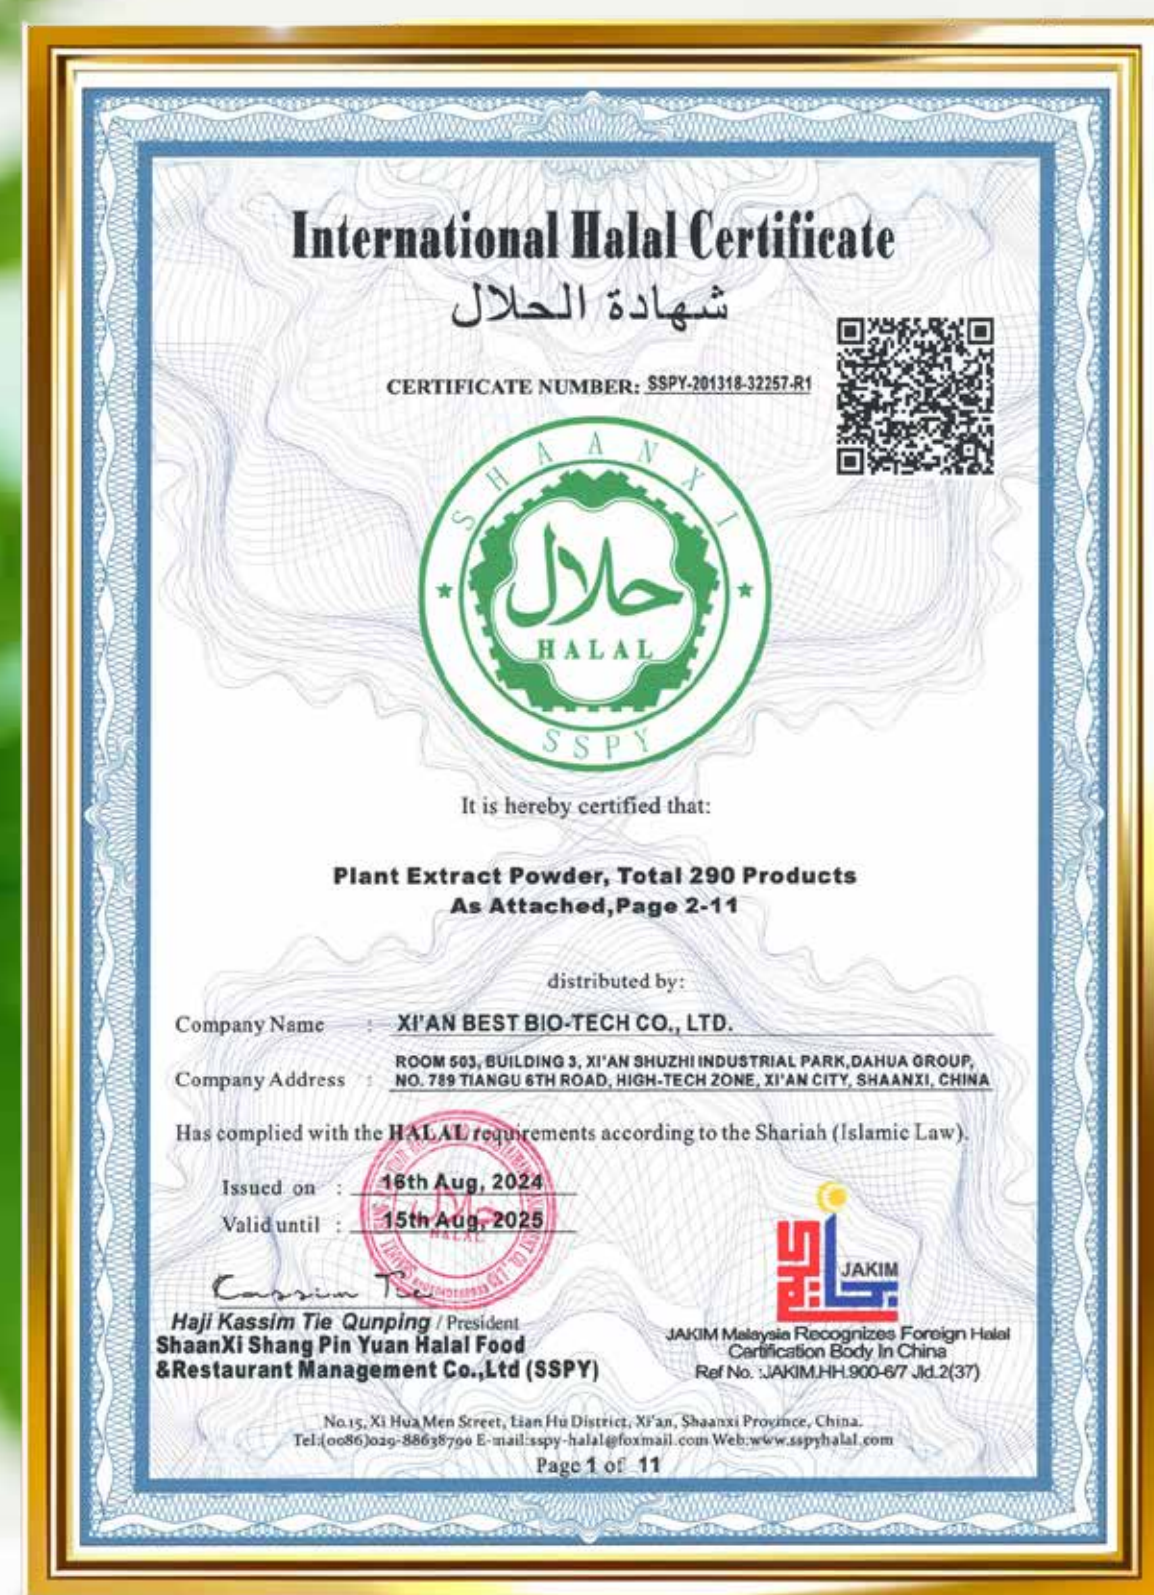 International Halal Certificate
شهادة الحلال
CERTIFICATE NUMBER: SSPY-201318-32257-R1
SHAANXI
حلال
HALAL
SSPY
It is hereby certified that:
Plant Extract Powder, Total 290 Products
As Attached,Page 2-11
distributed by:
Company Name : XI'AN BEST BIO-TECH CO., LTD.
Company Address : ROOM 503, BUILDING 3, XI'AN SHUZHI INDUSTRIAL PARK,DAHUA GROUP,
NO. 789 TIANGU 6TH ROAD, HIGH-TECH ZONE, XI'AN CITY, SHAANXI, CHINA
Has complied with the HALAL requirements according to the Shariah (Islamic Law).
Issued on : 16th Aug, 2024
Valid until : 15th Aug, 2025
حلال
HALAL
Kassim Tie
Haji Kassim Tie Qunping / President
ShaanXi Shang Pin Yuan Halal Food
&Restaurant Management Co.,Ltd (SSPY)
JAKIM
JAKIM Malaysia Recognizes Foreign Halal
Certification Body In China
Ref No. :JAKIM.HH.900-6/7 Jld.2(37)
No.15, Xi Hua Men Street, Lian Hu District, Xi'an, Shaanxi Province, China.
Tel:(0086)029-88638790 E-mail:sspy-halal@foxmail.com Web:www.sspyhalal.com
Page 1 of 11